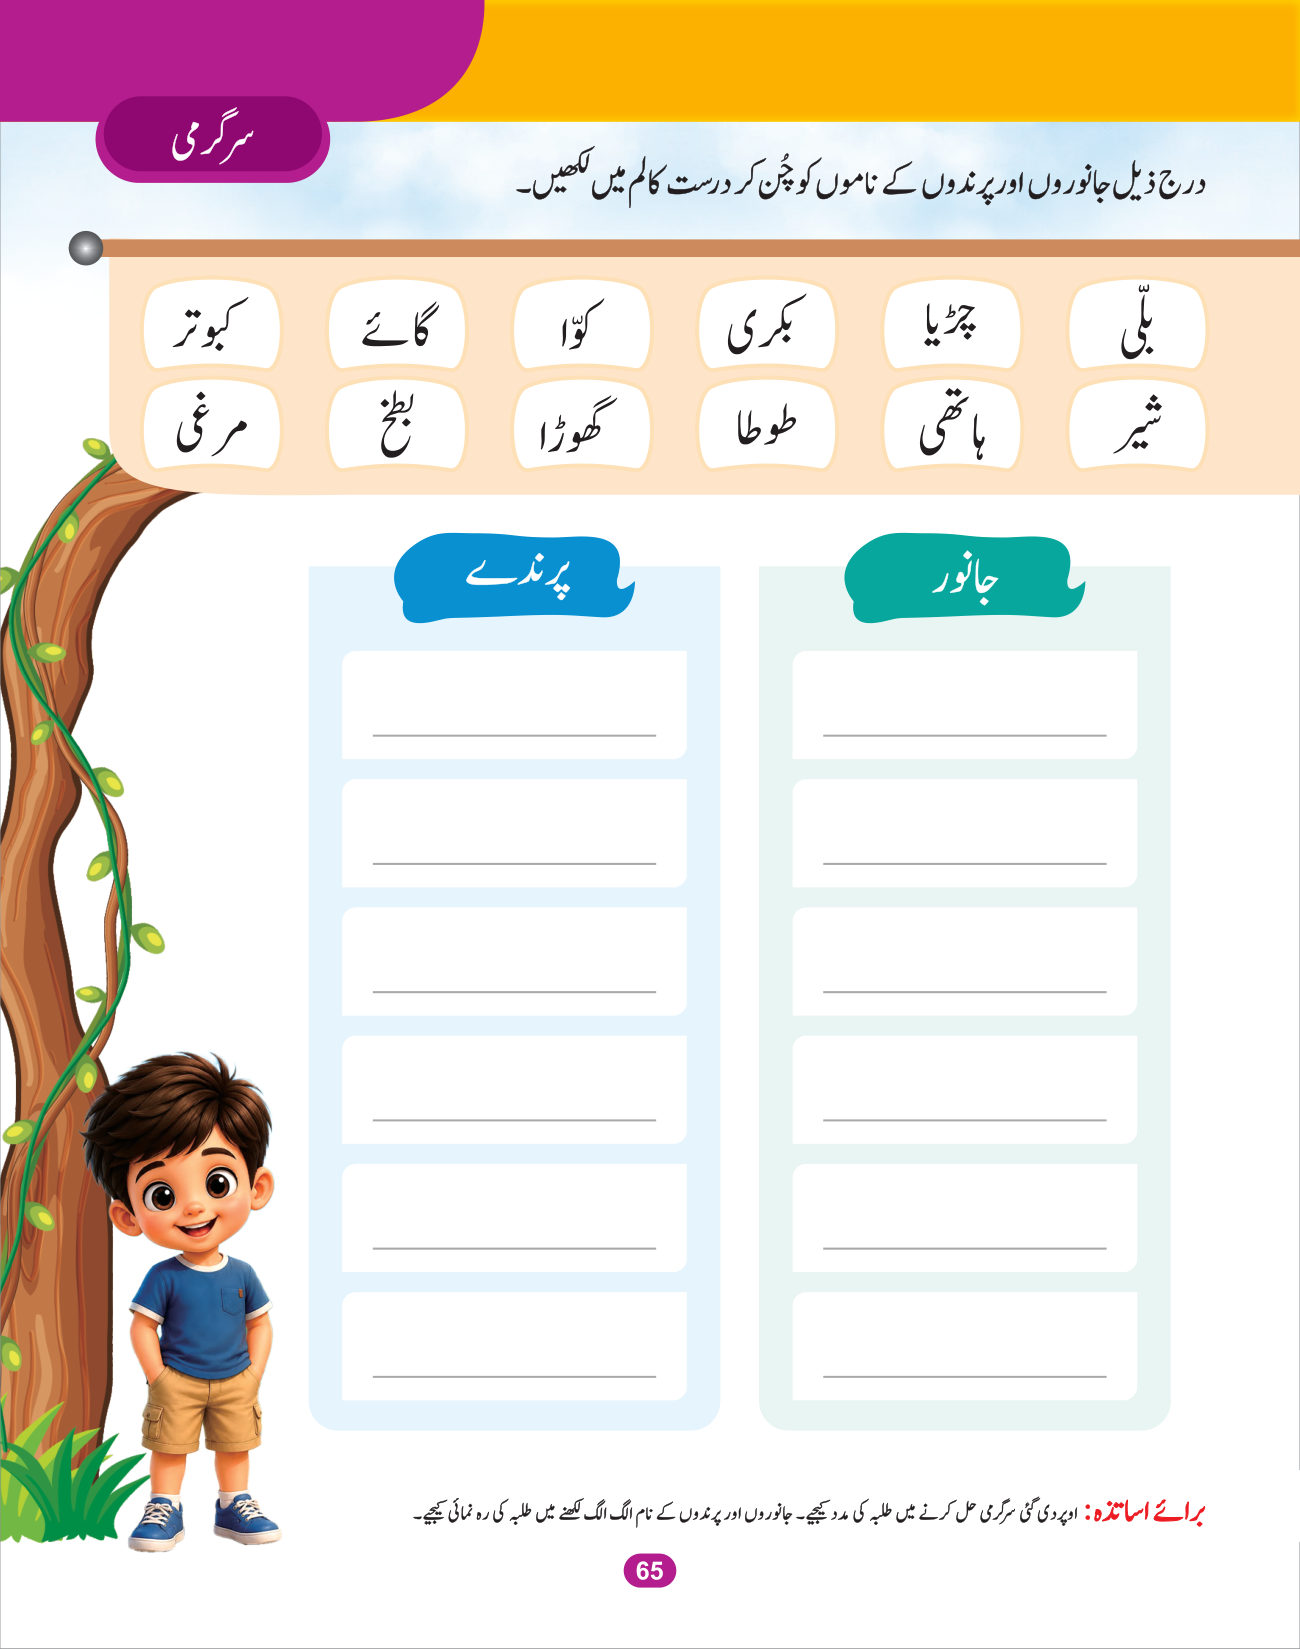 سرگرمی
درج ذیل جانوروں اور پرندوں کے ناموں کو چُن کر درست کالم میں لکھیں۔
بلّی چڑیا بکری کوّا گائے کبوتر
شیر ہاتھی طوطا گھوڑا بطخ مرغی
جانور پرندے
برائے اساتذہ: اوپر دی گئی سرگرمی حل کرنے میں طلبہ کی مدد کیجیے۔ جانوروں اور پرندوں کے نام الگ الگ لکھنے میں طلبہ کی رہ نمائی کیجیے۔
65